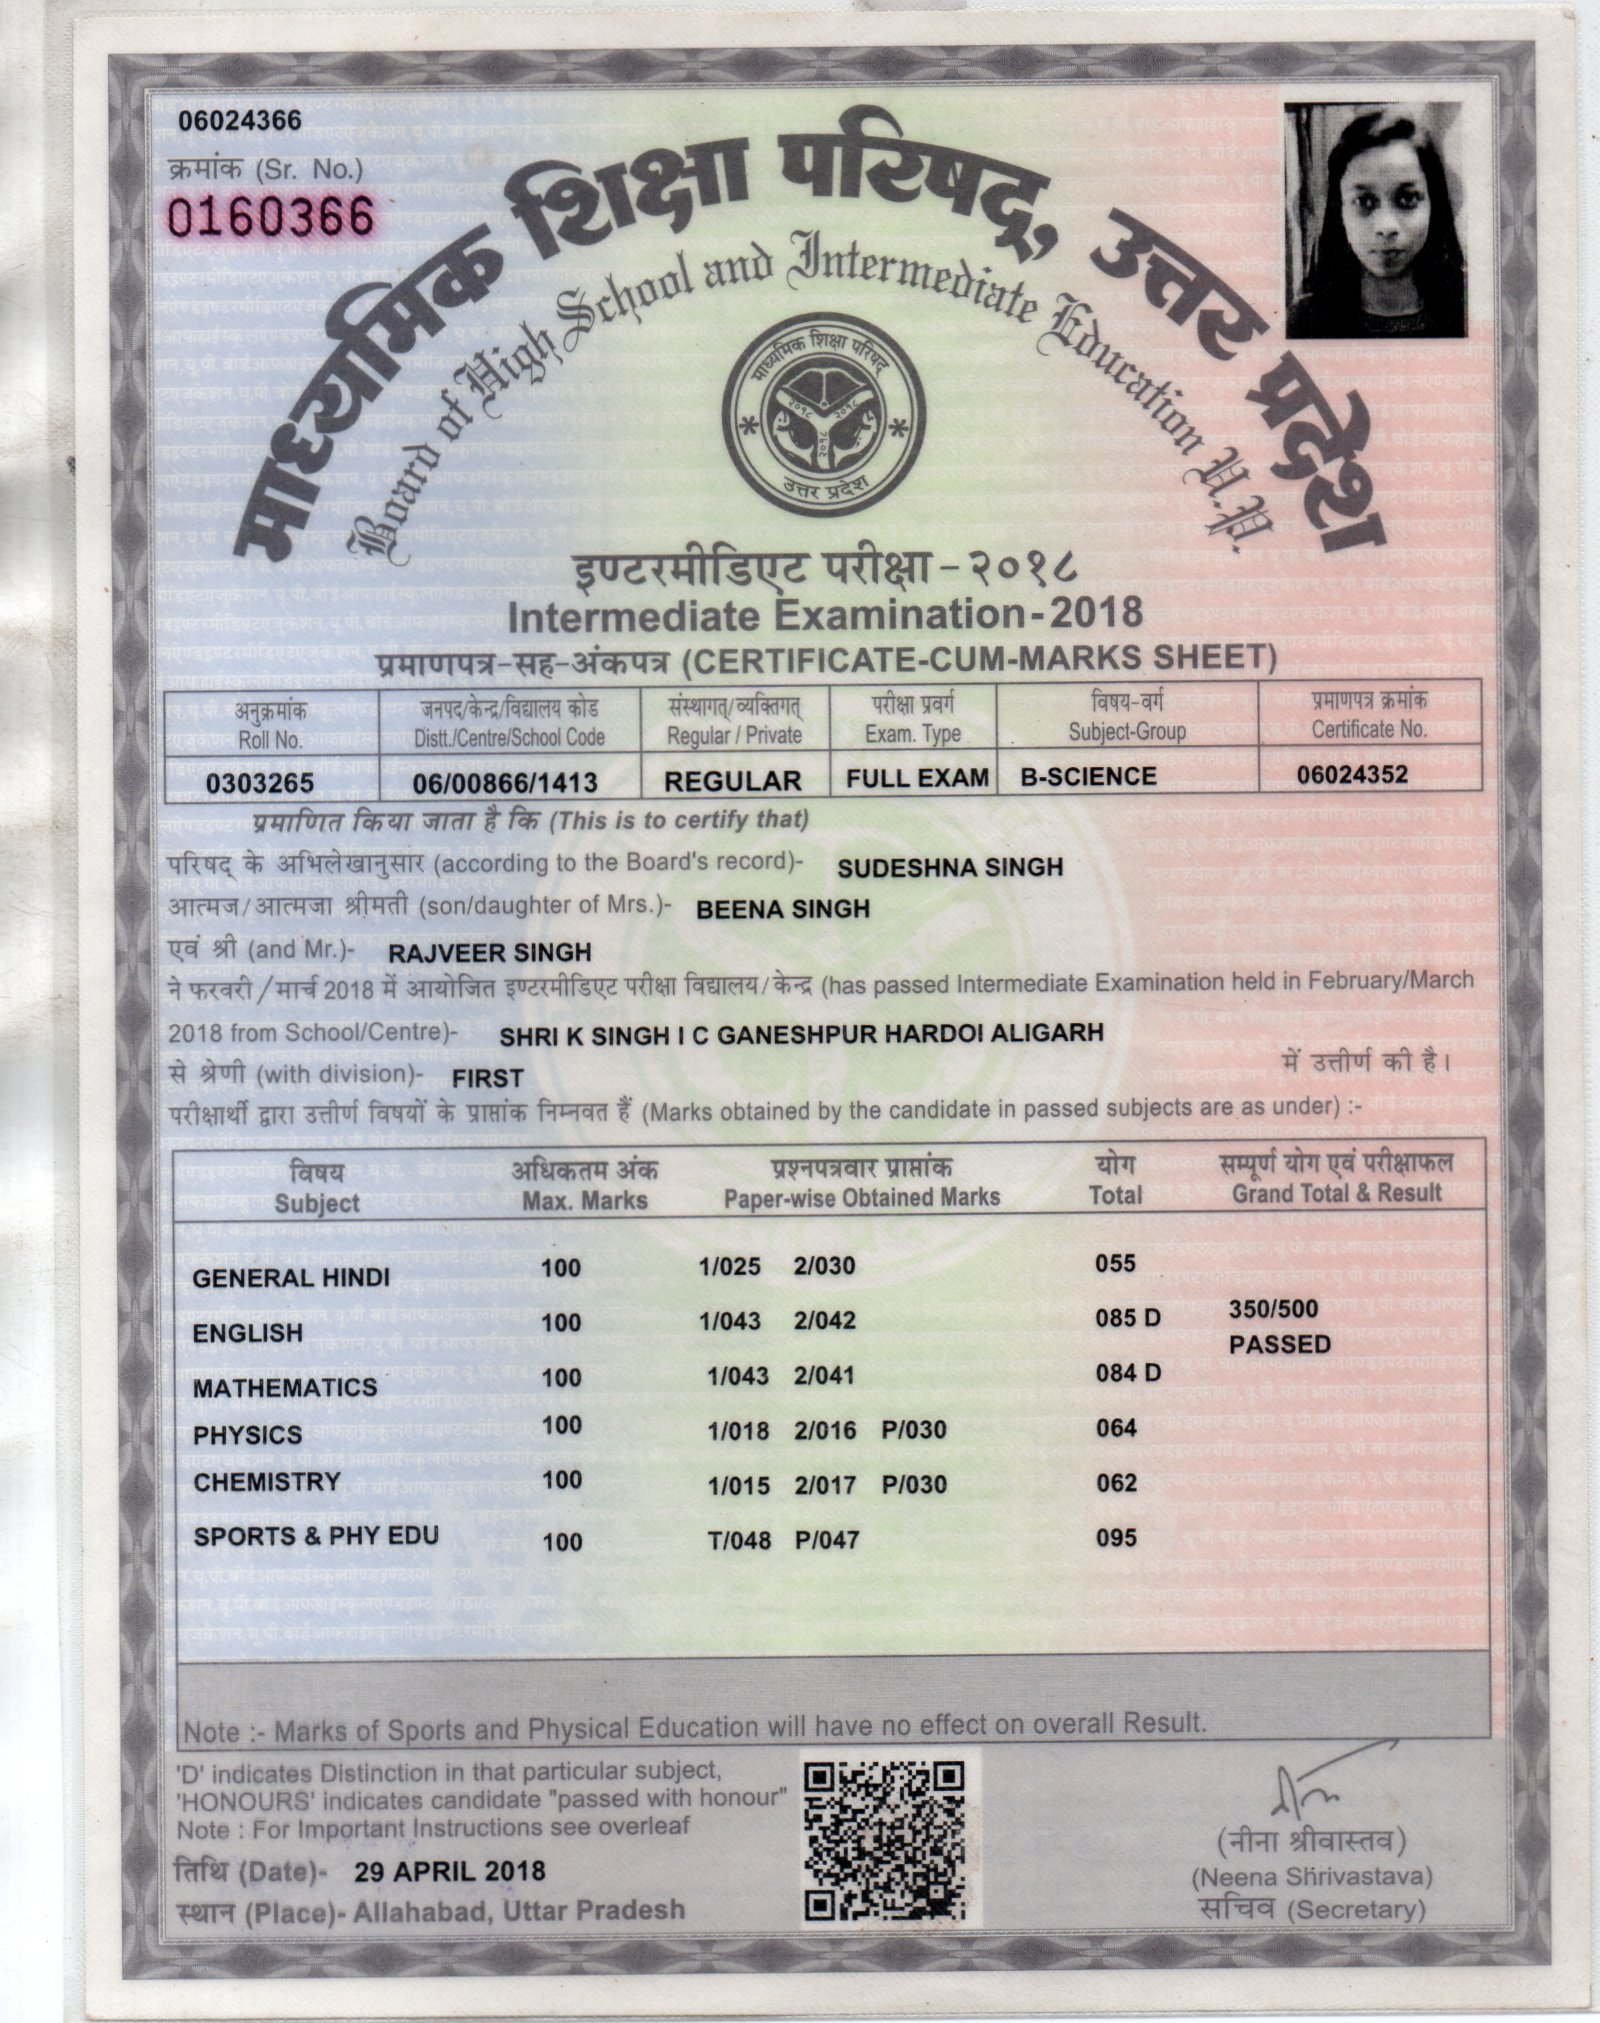 06024366
क्रमांक (Sr. No.)
0160366
माध्यमिक शिक्षा परिषद्, उत्तर प्रदेश
Board of High School and Intermediate Education U.P.
माध्यमिक शिक्षा परिषद्
२०१८ २०१८
२०१८
उत्तर प्रदेश
इण्टरमीडिएट परीक्षा-२०१८
Intermediate Examination-2018
प्रमाणपत्र-सह-अंकपत्र (CERTIFICATE-CUM-MARKS SHEET)
अनुक्रमांक जनपद/केन्द्र/विद्यालय कोड संस्थागत्/व्यक्तिगत् परीक्षा प्रवर्ग विषय-वर्ग प्रमाणपत्र क्रमांक
Roll No. Distt./Centre/School Code Regular / Private Exam. Type Subject-Group Certificate No.
0303265 06/00866/1413 REGULAR FULL EXAM B-SCIENCE 06024352
प्रमाणित किया जाता है कि (This is to certify that)
परिषद् के अभिलेखानुसार (according to the Board's record)- SUDESHNA SINGH
आत्मज/आत्मजा श्रीमती (son/daughter of Mrs.)- BEENA SINGH
एवं श्री (and Mr.)- RAJVEER SINGH
ने फरवरी/मार्च 2018 में आयोजित इण्टरमीडिएट परीक्षा विद्यालय/केन्द्र (has passed Intermediate Examination held in February/March
2018 from School/Centre)- SHRI K SINGH I C GANESHPUR HARDOI ALIGARH
से श्रेणी (with division)- FIRST में उत्तीर्ण की है।
परीक्षार्थी द्वारा उत्तीर्ण विषयों के प्राप्तांक निम्नवत हैं (Marks obtained by the candidate in passed subjects are as under) :-
विषय अधिकतम अंक प्रश्नपत्रवार प्राप्तांक योग सम्पूर्ण योग एवं परीक्षाफल
Subject Max. Marks Paper-wise Obtained Marks Total Grand Total & Result
GENERAL HINDI 100 1/025 2/030 055
ENGLISH 100 1/043 2/042 085 D 350/500
PASSED
MATHEMATICS 100 1/043 2/041 084 D
PHYSICS 100 1/018 2/016 P/030 064
CHEMISTRY 100 1/015 2/017 P/030 062
SPORTS & PHY EDU 100 T/048 P/047 095
Note :- Marks of Sports and Physical Education will have no effect on overall Result.
'D' indicates Distinction in that particular subject,
'HONOURS' indicates candidate "passed with honour"
Note : For Important Instructions see overleaf
तिथि (Date)- 29 APRIL 2018
स्थान (Place)- Allahabad, Uttar Pradesh
(नीना श्रीवास्तव)
(Neena Shrivastava)
सचिव (Secretary)